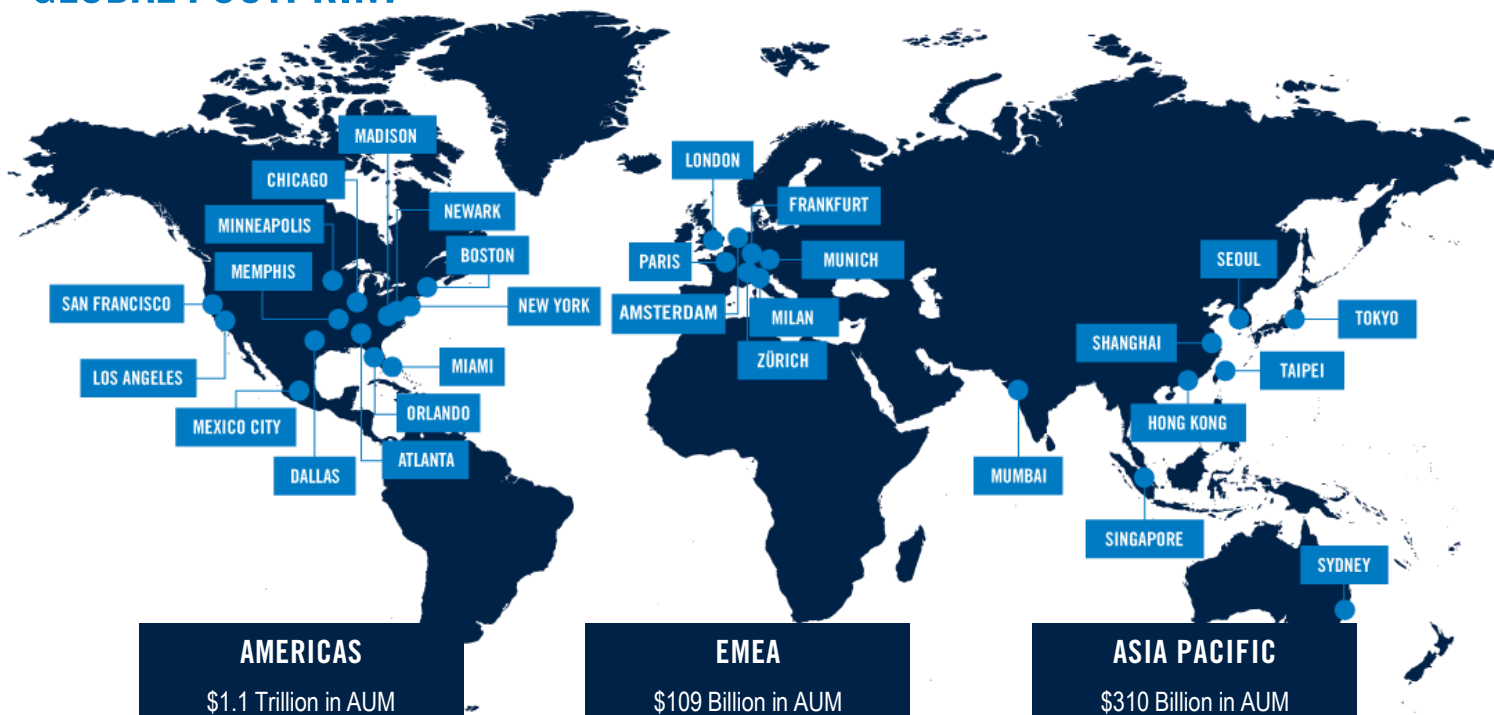 GLOBAL FOOTPRINT
MADISON
LONDON
CHICAGO
FRANKFURT
NEWARK
MINNEAPOLIS
BOSTON
PARIS
MUNICH
SEOUL
MEMPHIS
SAN FRANCISCO
NEW YORK
AMSTERDAM
MILAN
TOKYO
SHANGHAI
ZÜRICH
LOS ANGELES
MIAMI
TAIPEI
ORLANDO
MEXICO CITY
HONG KONG
ATLANTA
DALLAS
MUMBAI
SINGAPORE
SYDNEY
AMERICAS
$1.1 Trillion in AUM
EMEA
$109 Billion in AUM
ASIA PACIFIC
$310 Billion in AUM